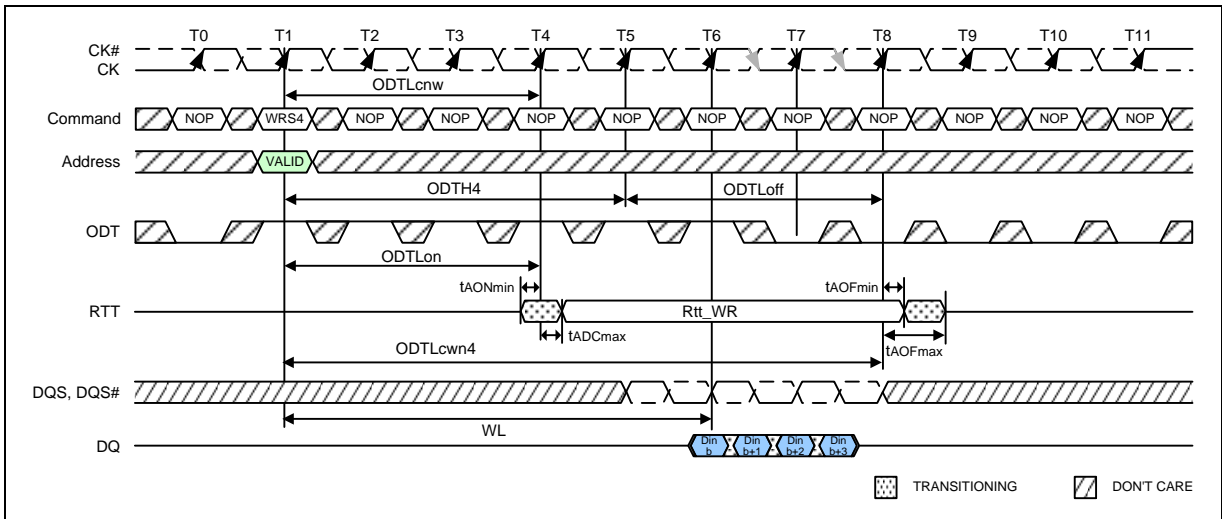 T0 T1 T2 T3 T4 T5 T6 T7 T8 T9 T10 T11
CK#
CK
ODTLcnw
Command NOP WRS4 NOP NOP NOP NOP NOP NOP NOP NOP NOP NOP
Address VALID
ODTH4 ODTLoff
ODT
ODTLon
tAONmin tAOFmin
RTT Rtt_WR
tADCmax tAOFmax
ODTLcwn4
DQS, DQS#
WL
DQ Din b Din b+1 Din b+2 Din b+3
TRANSITIONING DON'T CARE